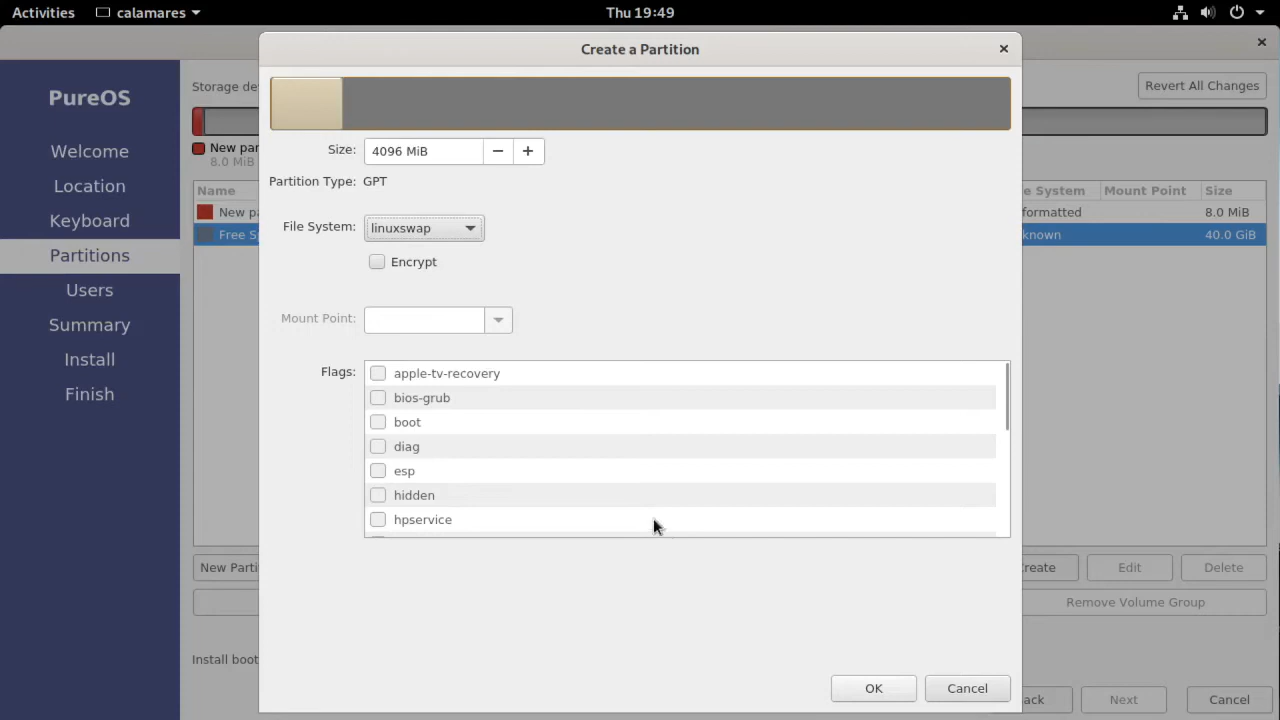 Activities calamares Thu 19:49
Create a Partition
PureOS
Welcome
Location
Keyboard
Partitions
Users
Summary
Install
Finish
Storage de
Revert All Changes
New par
8.0 MiB
Name System Mount Point Size
New pa formatted 8.0 MiB
Free Sp known 40.0 GiB
Size: 4096 MiB
Partition Type: GPT
File System: linuxswap
Encrypt
Mount Point:
Flags: apple-tv-recovery
bios-grub
boot
diag
esp
hidden
hpservice
New Parti reate Edit Delete
Remove Volume Group
Install boot
OK Cancel
ack Next Cancel